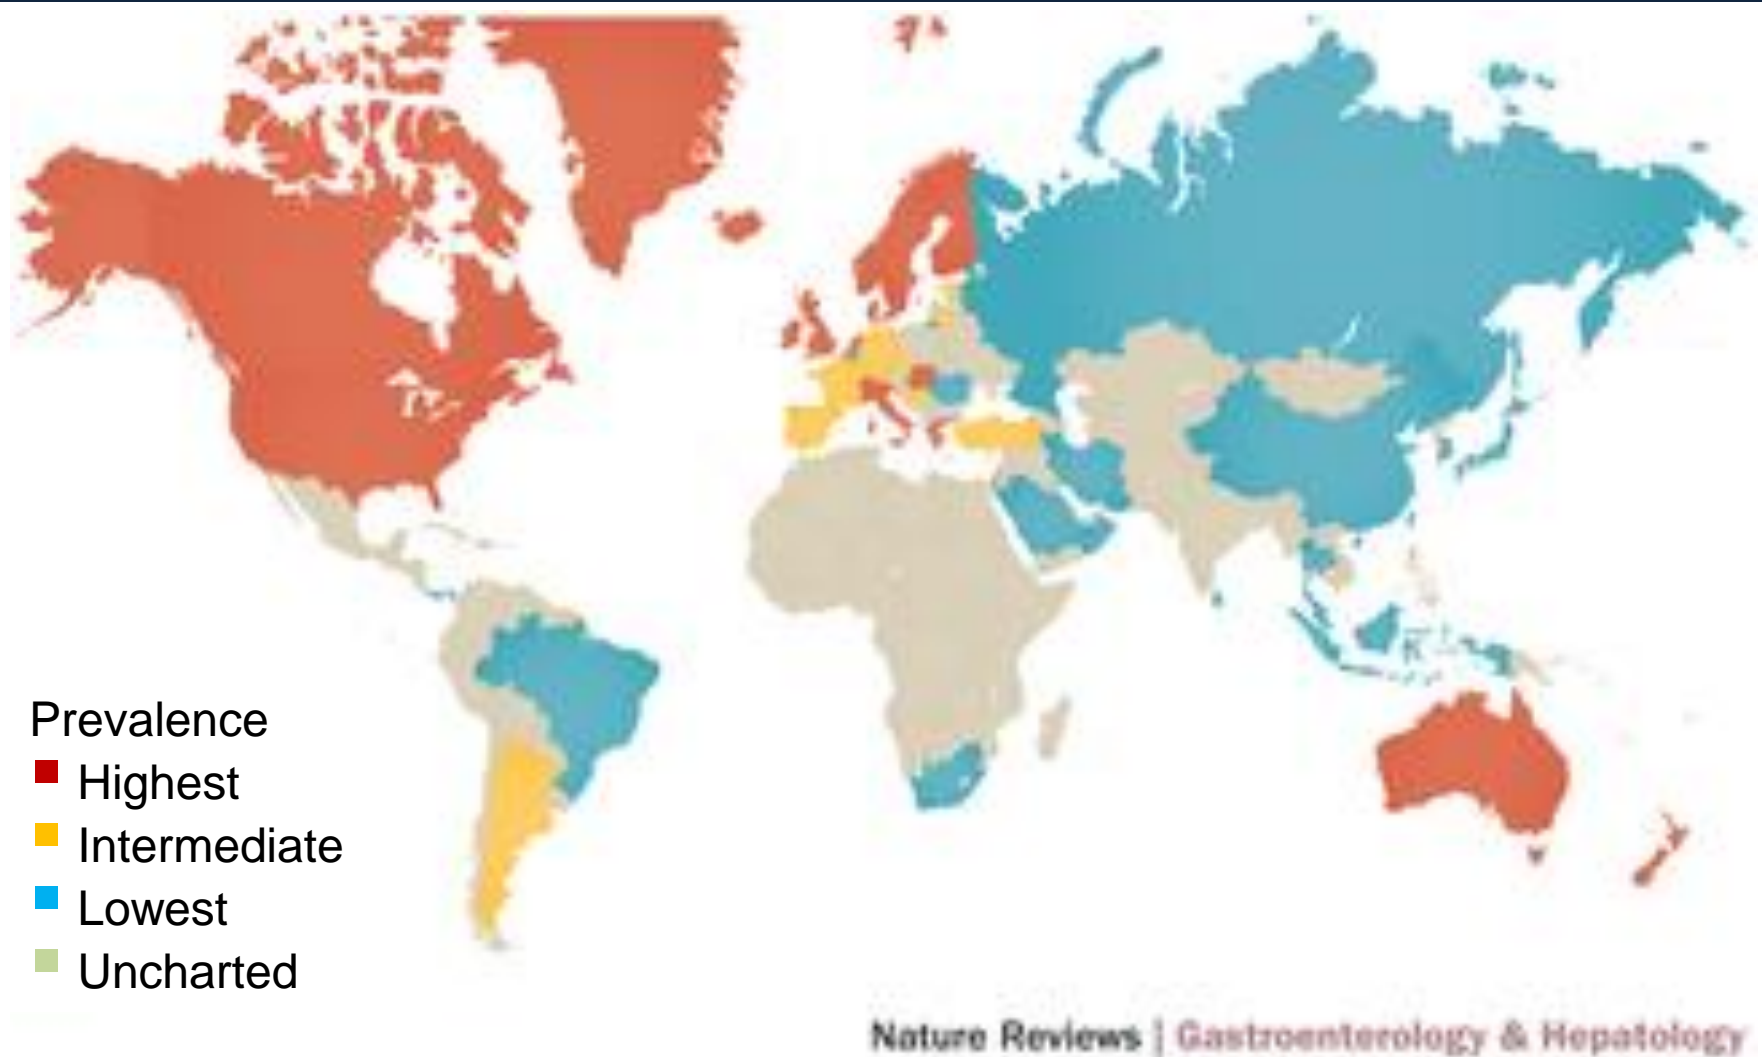 Prevalence
Highest
Intermediate
Lowest
Uncharted
Nature Reviews | Gastroenterology & Hepatology